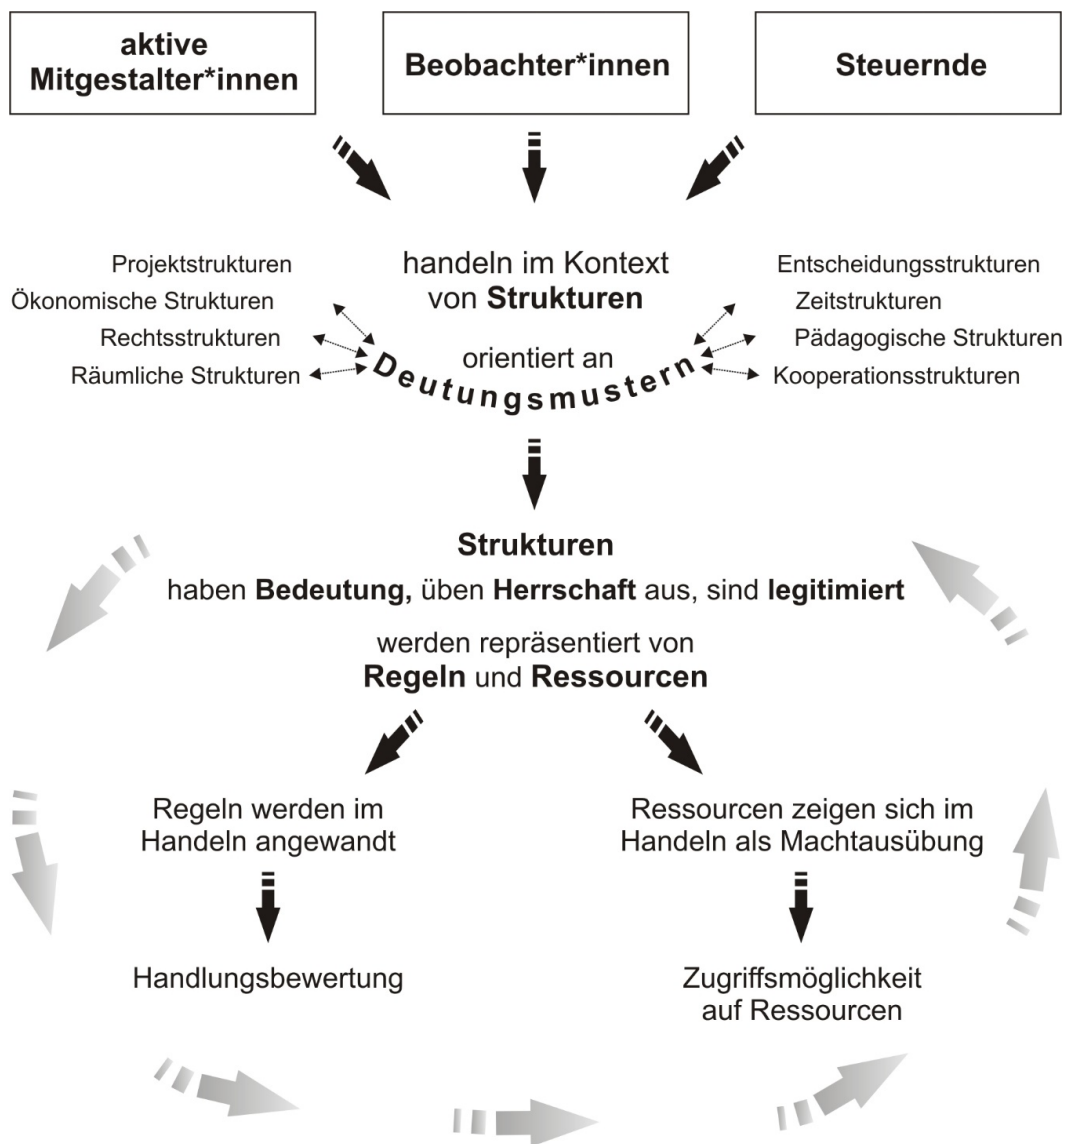 aktive
Mitgestalter*innen
Beobachter*innen
Steuernde
handeln im Kontext
von Strukturen
orientiert an
Deutungsmustern
Projektstrukturen
Ökonomische Strukturen
Rechtsstrukturen
Räumliche Strukturen
Entscheidungsstrukturen
Zeitstrukturen
Pädagogische Strukturen
Kooperationsstrukturen
Strukturen
haben Bedeutung, üben Herrschaft aus, sind legitimiert
werden repräsentiert von
Regeln und Ressourcen
Regeln werden im
Handeln angewandt
Ressourcen zeigen sich im
Handeln als Machtausübung
Handlungsbewertung
Zugriffsmöglichkeit
auf Ressourcen